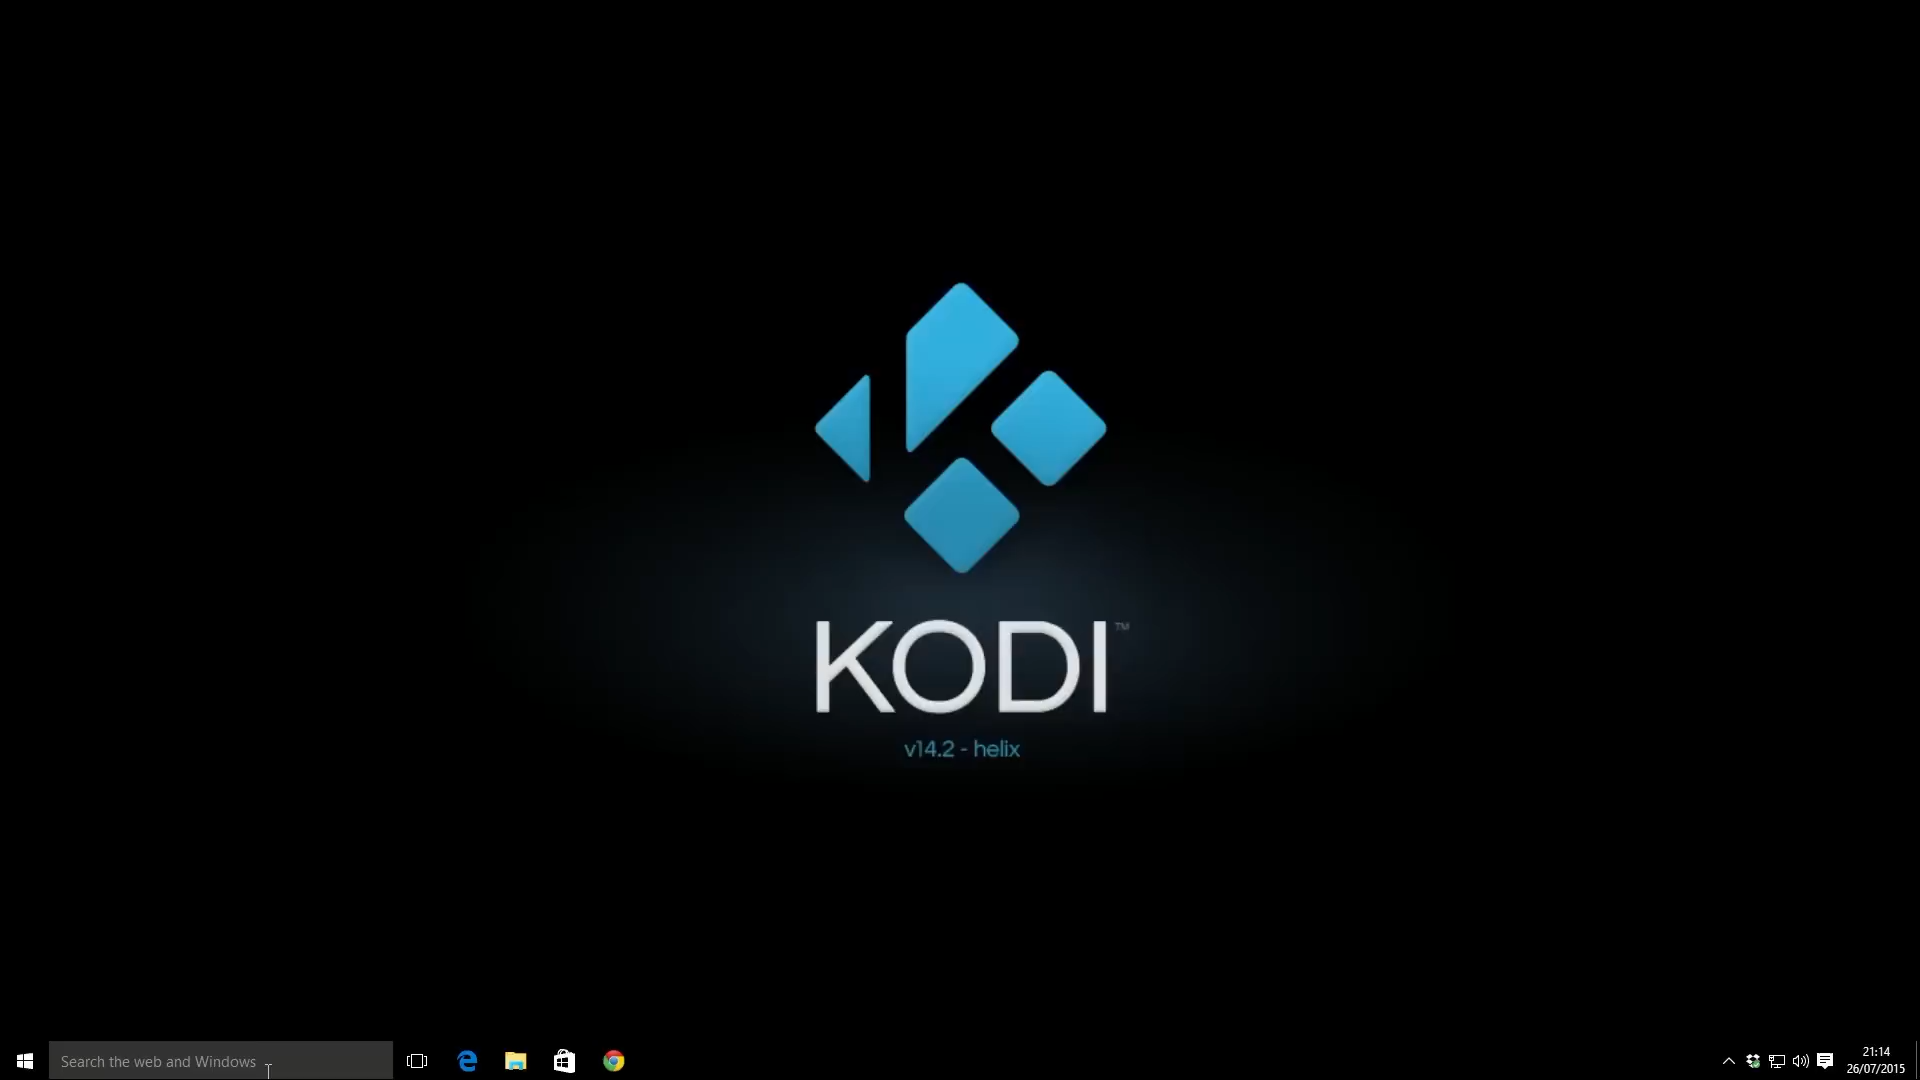 KODI™
v14.2 - helix
Search the web and Windows
21:14
26/07/2015